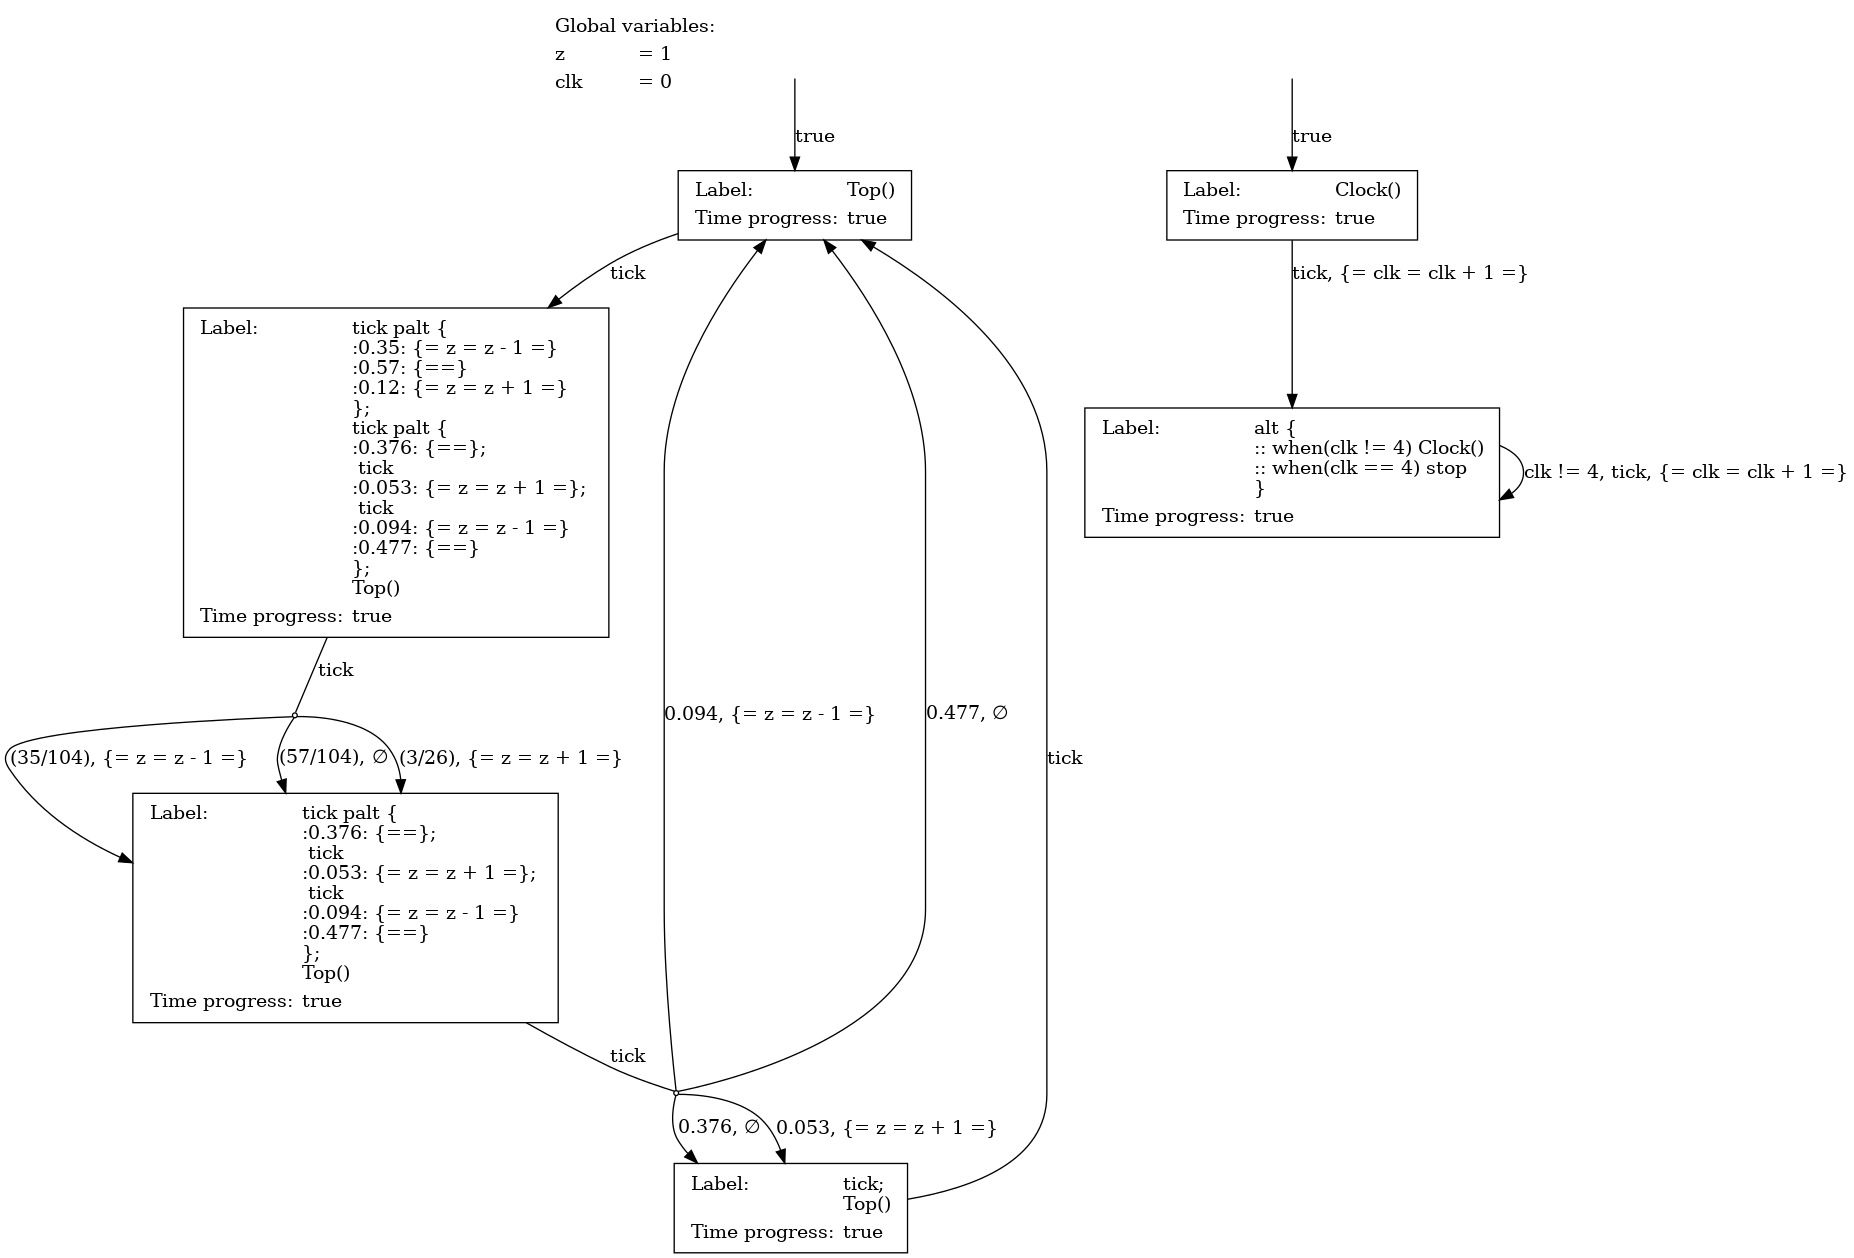 Global variables:
z = 1
clk = 0
true
true
Label: Top()
Time progress: true
Label: Clock()
Time progress: true
tick
tick, {= clk = clk + 1 =}
Label: tick palt {
:0.35: {= z = z - 1 =}
:0.57: {==}
:0.12: {= z = z + 1 =}
};
tick palt {
:0.376: {==};
tick
:0.053: {= z = z + 1 =};
tick
:0.094: {= z = z - 1 =}
:0.477: {==}
};
Top()
Time progress: true
Label: alt {
:: when(clk != 4) Clock()
:: when(clk == 4) stop
}
Time progress: true
clk != 4, tick, {= clk = clk + 1 =}
tick
0.094, {= z = z - 1 =}
0.477, ∅
tick
(35/104), {= z = z - 1 =}
(57/104), ∅
(3/26), {= z = z + 1 =}
Label: tick palt {
:0.376: {==};
tick
:0.053: {= z = z + 1 =};
tick
:0.094: {= z = z - 1 =}
:0.477: {==}
};
Top()
Time progress: true
tick
0.376, ∅
0.053, {= z = z + 1 =}
Label: tick;
Top()
Time progress: true